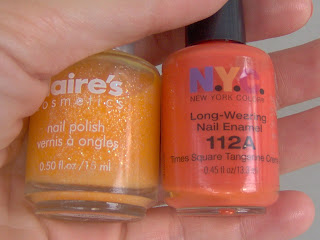 aire's
osmetics
nail polish
vernis à ongles
0.50 fl.oz/15 ml
N.Y.C.
NEW YORK COLOR
Long-Wearing
Nail Enamel
112A
Times Square Tangerine Creme